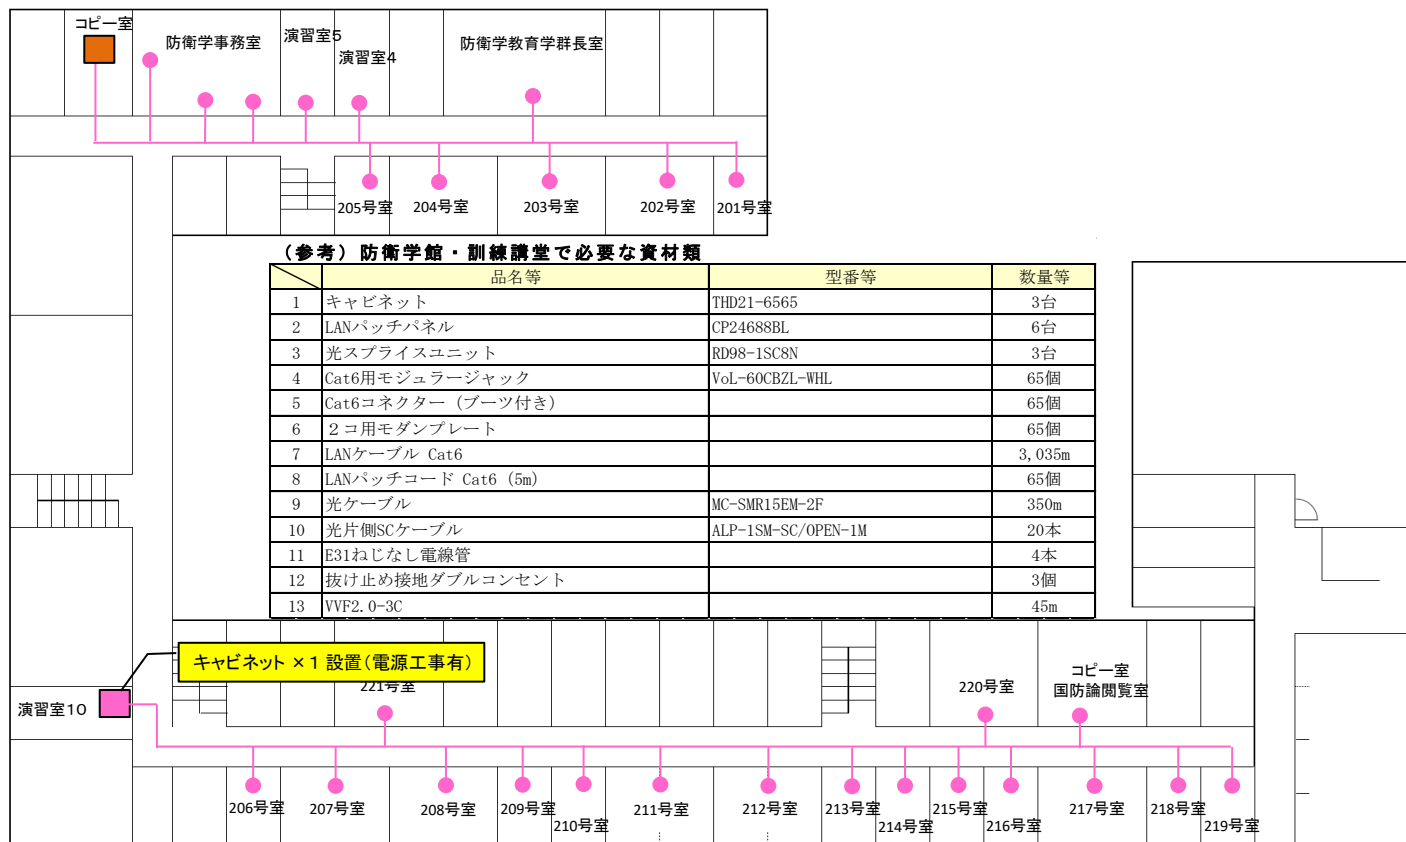 コピー室
防衛学事務室
演習室5
演習室4
防衛学教育学群長室
205号室
204号室
203号室
202号室
201号室
(参考)防衛学館・訓練講堂で必要な資材類
品名等 型番等 数量等
1 キャビネット THD21-6565 3台
2 LANパッチパネル CP24688BL 6台
3 光スプライスユニット RD98-1SC8N 3台
4 Cat6用モジュラージャック VoL-60CBZL-WHL 65個
5 Cat6コネクター(ブーツ付き) 65個
6 2コ用モダンプレート 65個
7 LANケーブル Cat6 3,035m
8 LANパッチコード Cat6(5m) 65個
9 光ケーブル MC-SMR15EM-2F 350m
10 光片側SCケーブル ALP-1SM-SC/OPEN-1M 20本
11 E31ねじなし電線管 4本
12 抜け止め接地ダブルコンセント 3個
13 VVF2.0-3C 45m
キャビネット ×1 設置(電源工事有)
221号室
220号室
コピー室
国防論閲覧室
演習室10
206号室
207号室
208号室
209号室
210号室
211号室
212号室
213号室
214号室
215号室
216号室
217号室
218号室
219号室